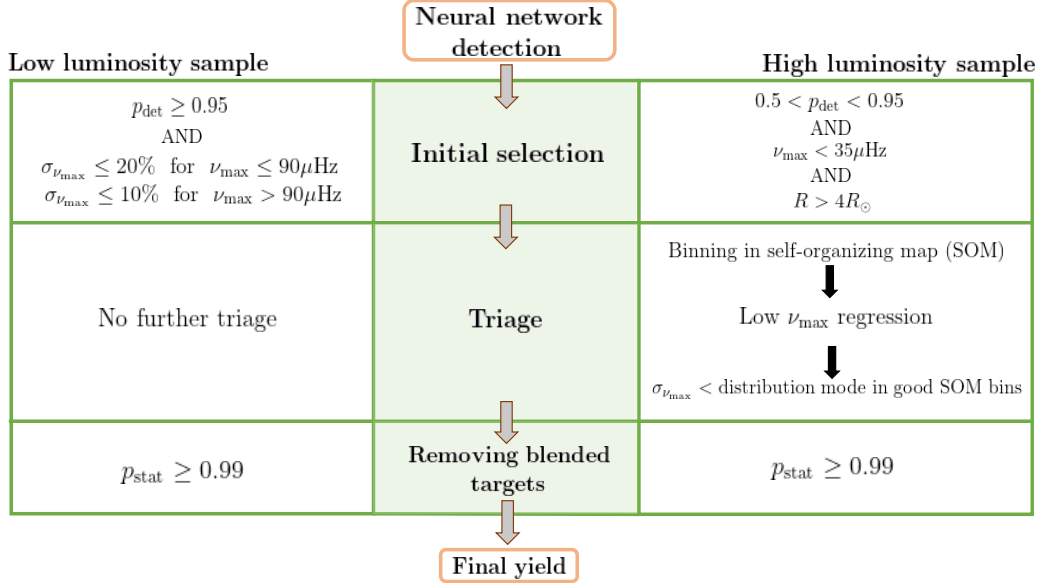 Neural network
detection
Low luminosity sample
High luminosity sample
p_det ≥ 0.95
AND
σ_ν_max ≤ 20% for ν_max ≤ 90μHz
σ_ν_max ≤ 10% for ν_max > 90μHz
Initial selection
0.5 < p_det < 0.95
AND
ν_max < 35μHz
AND
R > 4R_⊙
No further triage
Triage
Binning in self-organizing map (SOM)
Low ν_max regression
σ_ν_max < distribution mode in good SOM bins
p_stat ≥ 0.99
Removing blended
targets
p_stat ≥ 0.99
Final yield